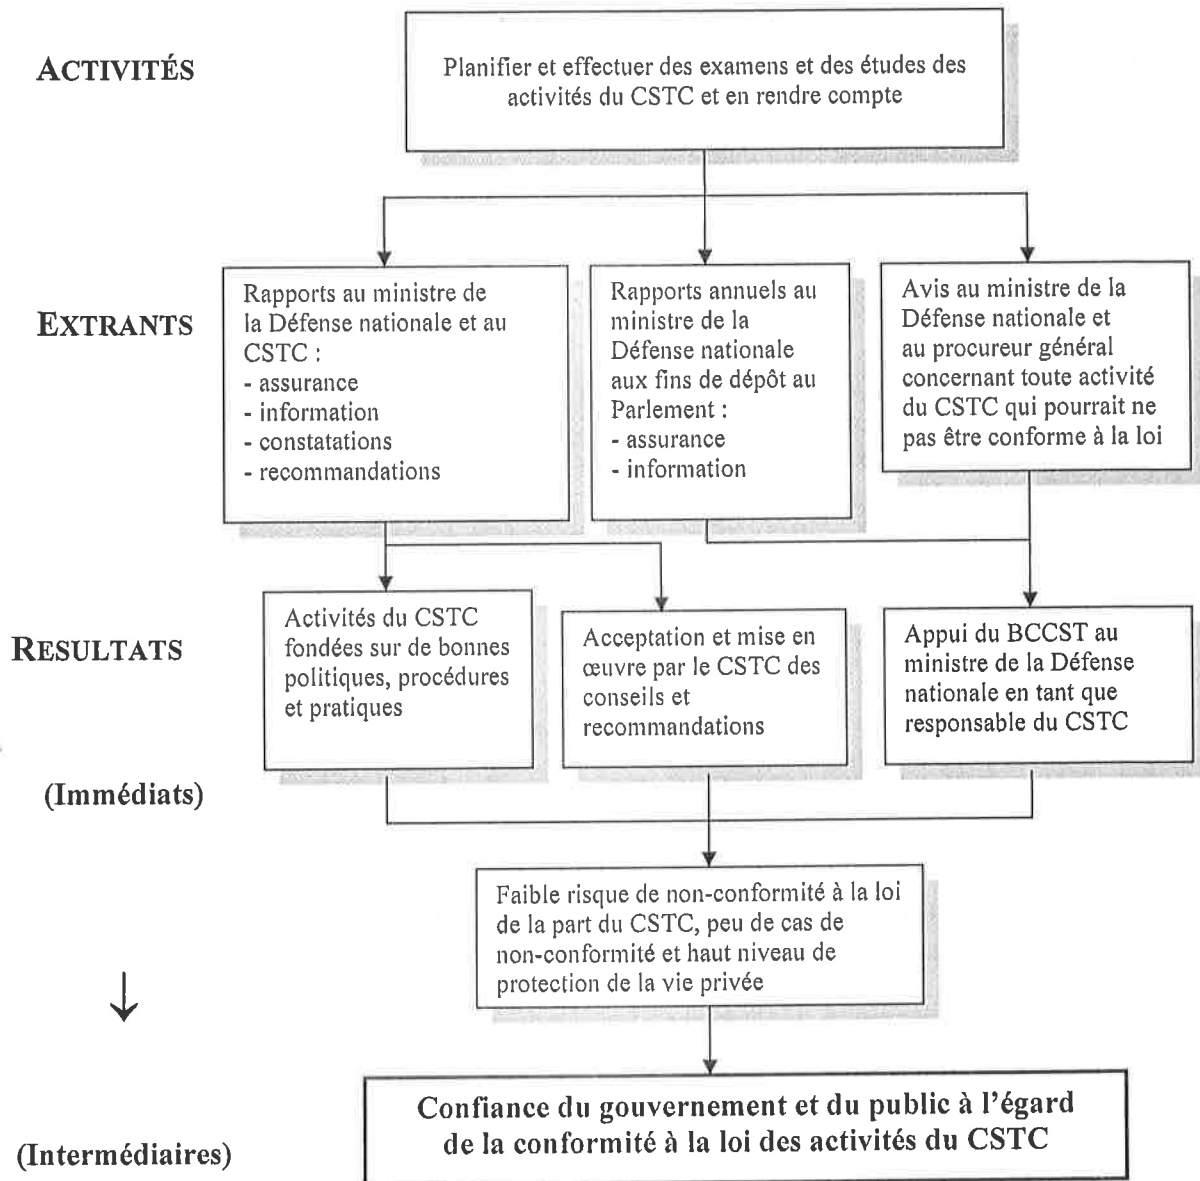 ACTIVITÉS
Planifier et effectuer des examens et des études des
activités du CSTC et en rendre compte
EXTRANTS
Rapports au ministre de
la Défense nationale et au
CSTC :
- assurance
- information
- constatations
- recommandations
Rapports annuels au
ministre de la
Défense nationale
aux fins de dépôt au
Parlement :
- assurance
- information
Avis au ministre de la
Défense nationale et
au procureur général
concernant toute activité
du CSTC qui pourrait ne
pas être conforme à la loi
RESULTATS
Activités du CSTC
fondées sur de bonnes
politiques, procédures
et pratiques
Acceptation et mise en
œuvre par le CSTC des
conseils et
recommandations
Appui du BCCST au
ministre de la Défense
nationale en tant que
responsable du CSTC
(Immédiats)
Faible risque de non-conformité à la loi
de la part du CSTC, peu de cas de
non-conformité et haut niveau de
protection de la vie privée
Confiance du gouvernement et du public à l'égard
de la conformité à la loi des activités du CSTC
(Intermédiaires)